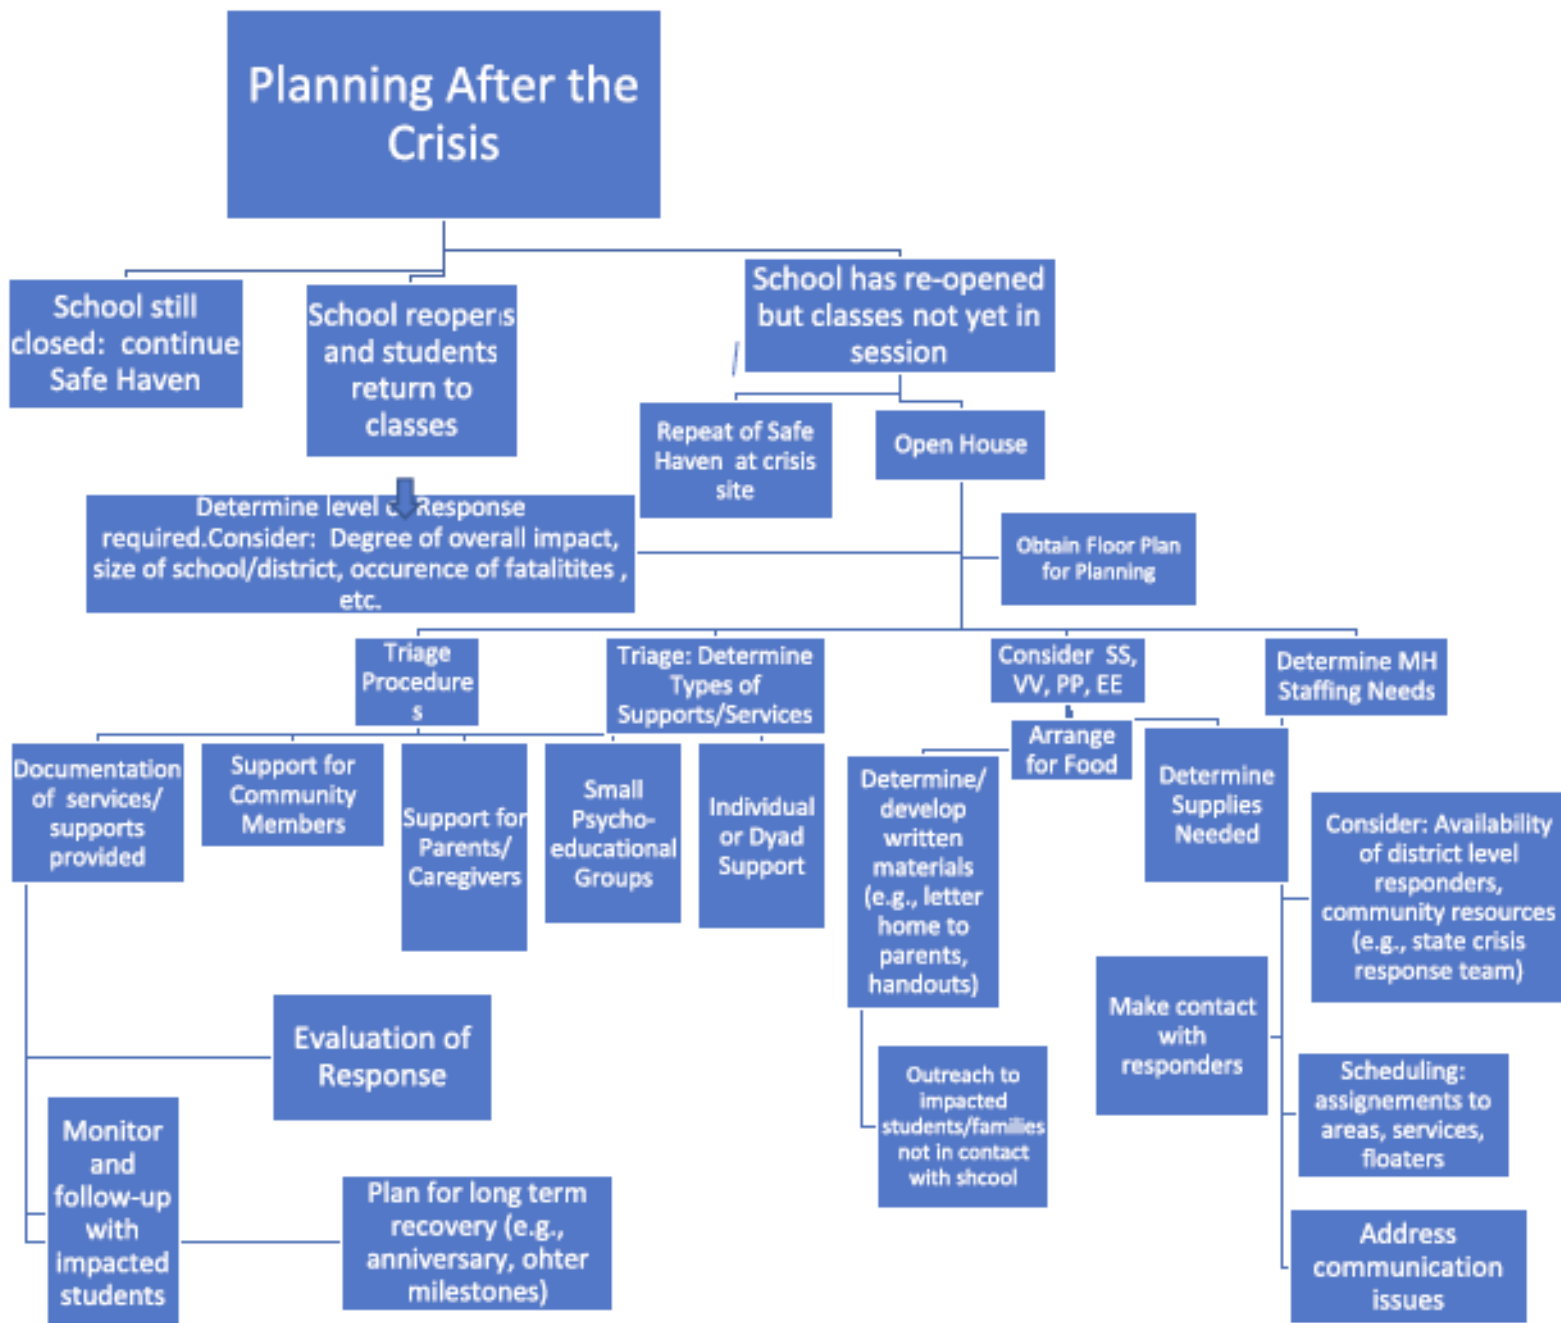 Planning After the
Crisis
School still
closed:  continue
Safe Haven
School reopens
and students
return to
classes
School has re-opened
but classes not yet in
session
Repeat of Safe
Haven  at crisis
site
Open House
Determine level Response
required.Consider:  Degree of overall impact,
size of school/district, occurence of fatalitites ,
etc.
Obtain Floor Plan
for Planning
Triage
Procedure
s
Triage: Determine
Types of
Supports/Services
Consider  SS,
VV, PP, EE
Determine MH
Staffing Needs
Documentation
of  services/
supports
provided
Support for
Community
Members
Support for
Parents/
Caregivers
Small
Psycho-
educational
Groups
Individual
or Dyad
Support
Arrange
for Food
Determine/
develop
written
materials
(e.g., letter
home to
parents,
handouts)
Determine
Supplies
Needed
Consider: Availability
of district level
responders,
community resources
(e.g., state crisis
response team)
Make contact
with
responders
Evaluation of
Response
Outreach to
impacted
students/families
not in contact
with shcool
Scheduling:
assignements to
areas, services,
floaters
Monitor
and
follow-up
with
impacted
students
Plan for long term
recovery (e.g.,
anniversary, ohter
milestones)
Address
communication
issues